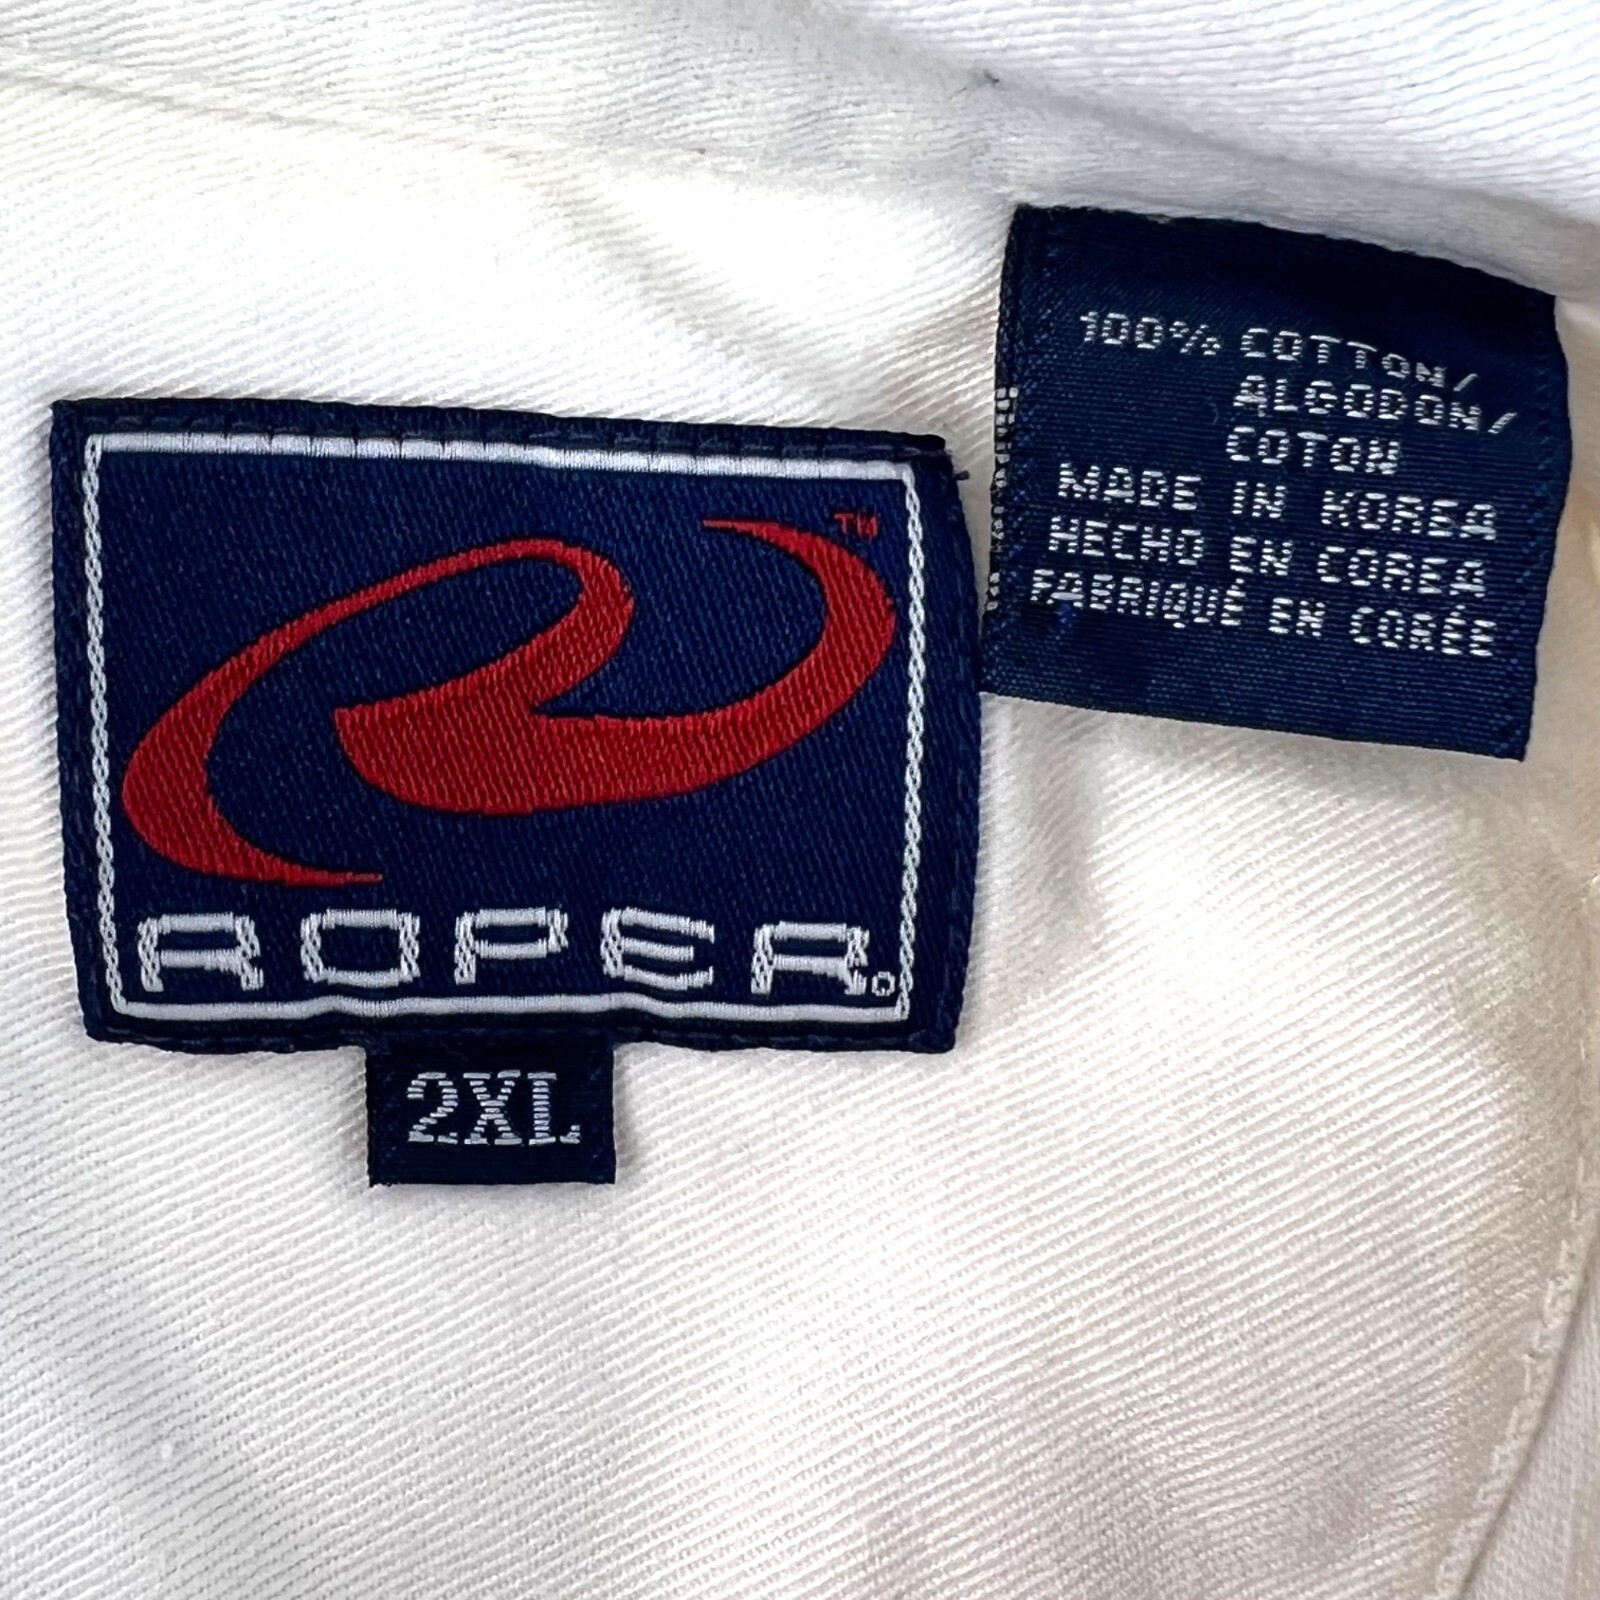 TM
ROPER®
2XL
100% COTTON/
ALGODON/
COTON
MADE IN KOREA
HECHO EN COREA
FABRIQUÉ EN CORÉE